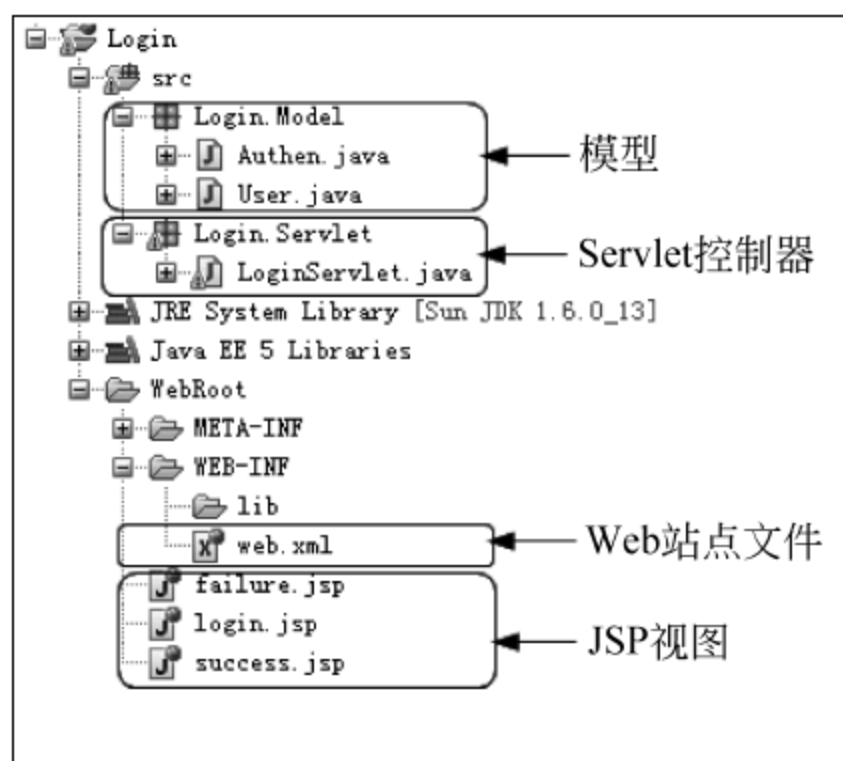 Login
src
Login.Model
Authen.java
User.java
模型
Login.Servlet
LoginServlet.java
Servlet控制器
JRE System Library [Sun JDK 1.6.0_13]
Java EE 5 Libraries
WebRoot
META-INF
WEB-INF
lib
web.xml
Web站点文件
failure.jsp
login.jsp
success.jsp
JSP视图